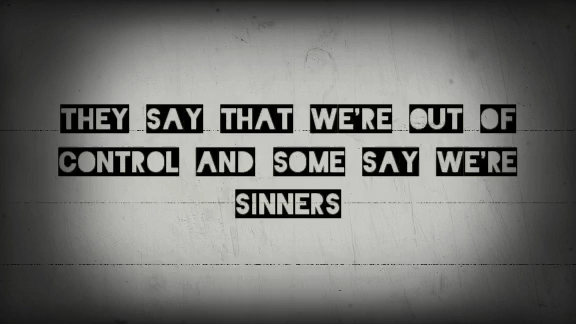 THEY SAY THAT WE'RE OUT OF
CONTROL AND SOME SAY WE'RE
SINNERS